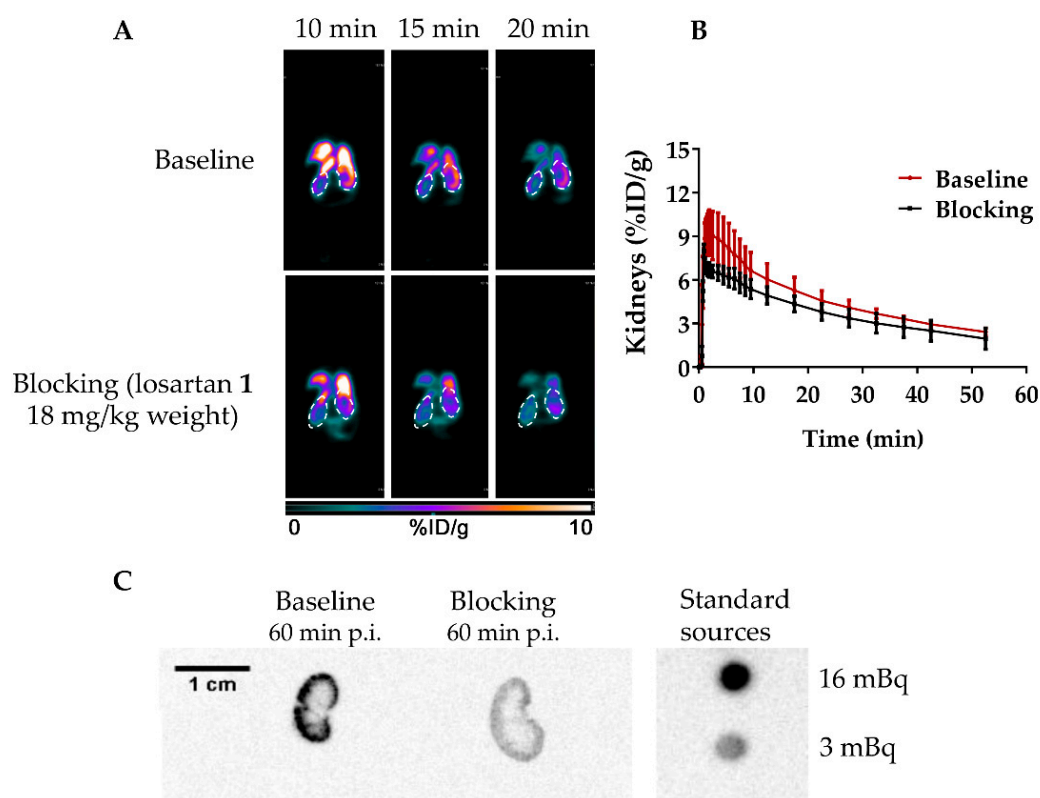 A
10 min 15 min 20 min
Baseline
Blocking (losartan 1
18 mg/kg weight)
0 %ID/g 10
B
Kidneys (%ID/g)
15
12
9
6
3
0
Baseline
Blocking
0 10 20 30 40 50 60
Time (min)
C
Baseline
60 min p.i.
Blocking
60 min p.i.
Standard
sources
1 cm
16 mBq
3 mBq